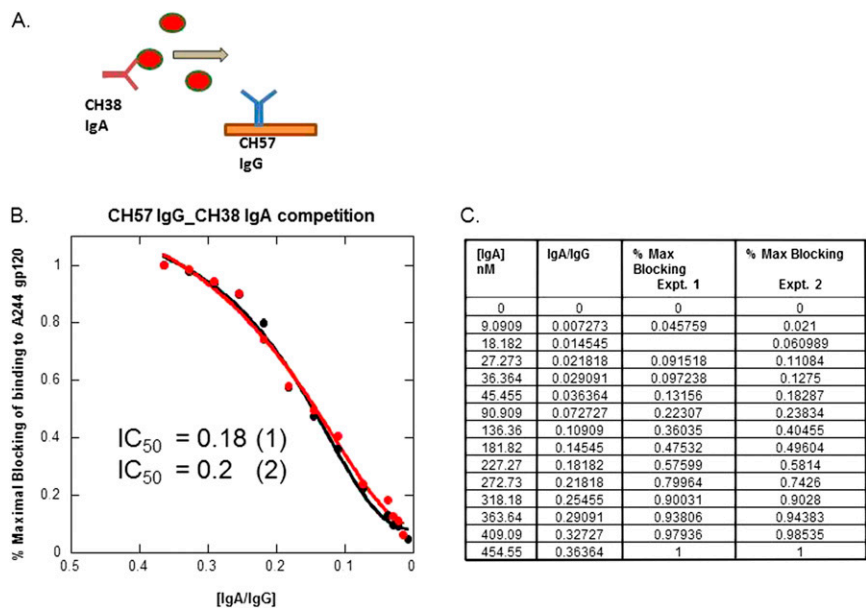 A.
CH38
IgA
CH57
IgG
B.
CH57 IgG_CH38 IgA competition
% Maximal Blocking of binding to A244 gp120
1
0.8
0.6
0.4
0.2
0
IC50 = 0.18 (1)
IC50 = 0.2 (2)
0.5 0.4 0.3 0.2 0.1 0
[IgA/IgG]
C.
[IgA] nM IgA/IgG % Max Blocking Expt. 1 % Max Blocking Expt. 2
0 0 0 0
9.0909 0.007273 0.045759 0.021
18.182 0.014545 0.060989
27.273 0.021818 0.091518 0.11084
36.364 0.029091 0.097238 0.1275
45.455 0.036364 0.13156 0.18287
90.909 0.072727 0.22307 0.23834
136.36 0.10909 0.36035 0.40455
181.82 0.14545 0.47532 0.49604
227.27 0.18182 0.57599 0.5814
272.73 0.21818 0.79964 0.7426
318.18 0.25455 0.90031 0.9028
363.64 0.29091 0.93806 0.94383
409.09 0.32727 0.97936 0.98535
454.55 0.36364 1 1